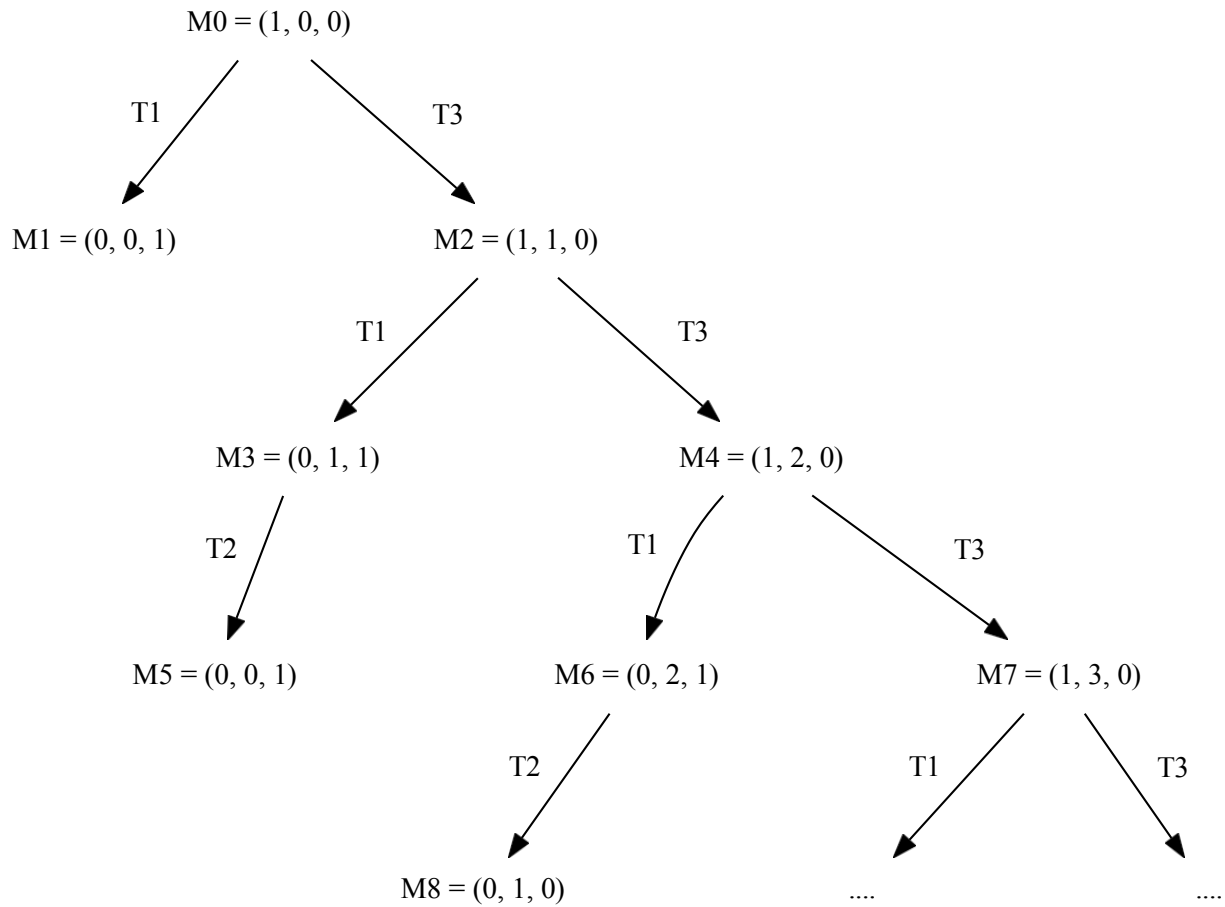 M0 = (1, 0, 0)
T1
T3
M1 = (0, 0, 1)
M2 = (1, 1, 0)
T1
T3
M3 = (0, 1, 1)
M4 = (1, 2, 0)
T2
T1
T3
M5 = (0, 0, 1)
M6 = (0, 2, 1)
M7 = (1, 3, 0)
T2
T1
T3
M8 = (0, 1, 0)
....
....